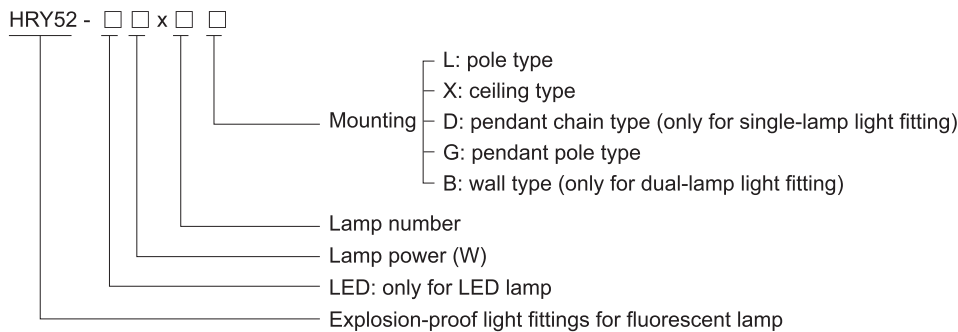 HRY52 - □ □ x □ □
L: pole type
X: ceiling type
Mounting D: pendant chain type (only for single-lamp light fitting)
G: pendant pole type
B: wall type (only for dual-lamp light fitting)
Lamp number
Lamp power (W)
LED: only for LED lamp
Explosion-proof light fittings for fluorescent lamp